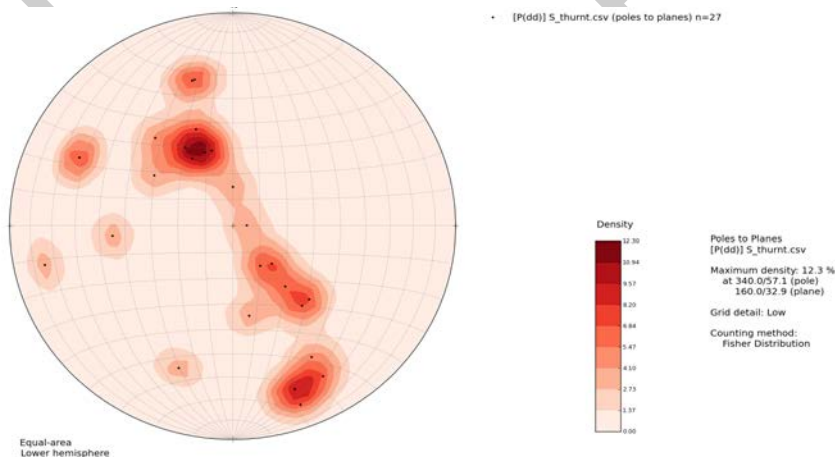 [P(dd)] S_thurnt.csv (poles to planes) n=27
Density
12.30
10.94
9.57
8.20
6.84
5.47
4.10
2.73
1.37
0.00
Poles to Planes
[P(dd)] S_thurnt.csv
Maximum density: 12.3 %
at 340.0/57.1 (pole)
160.0/32.9 (plane)
Grid detail: Low
Counting method:
Fisher Distribution
Equal-area
Lower hemisphere